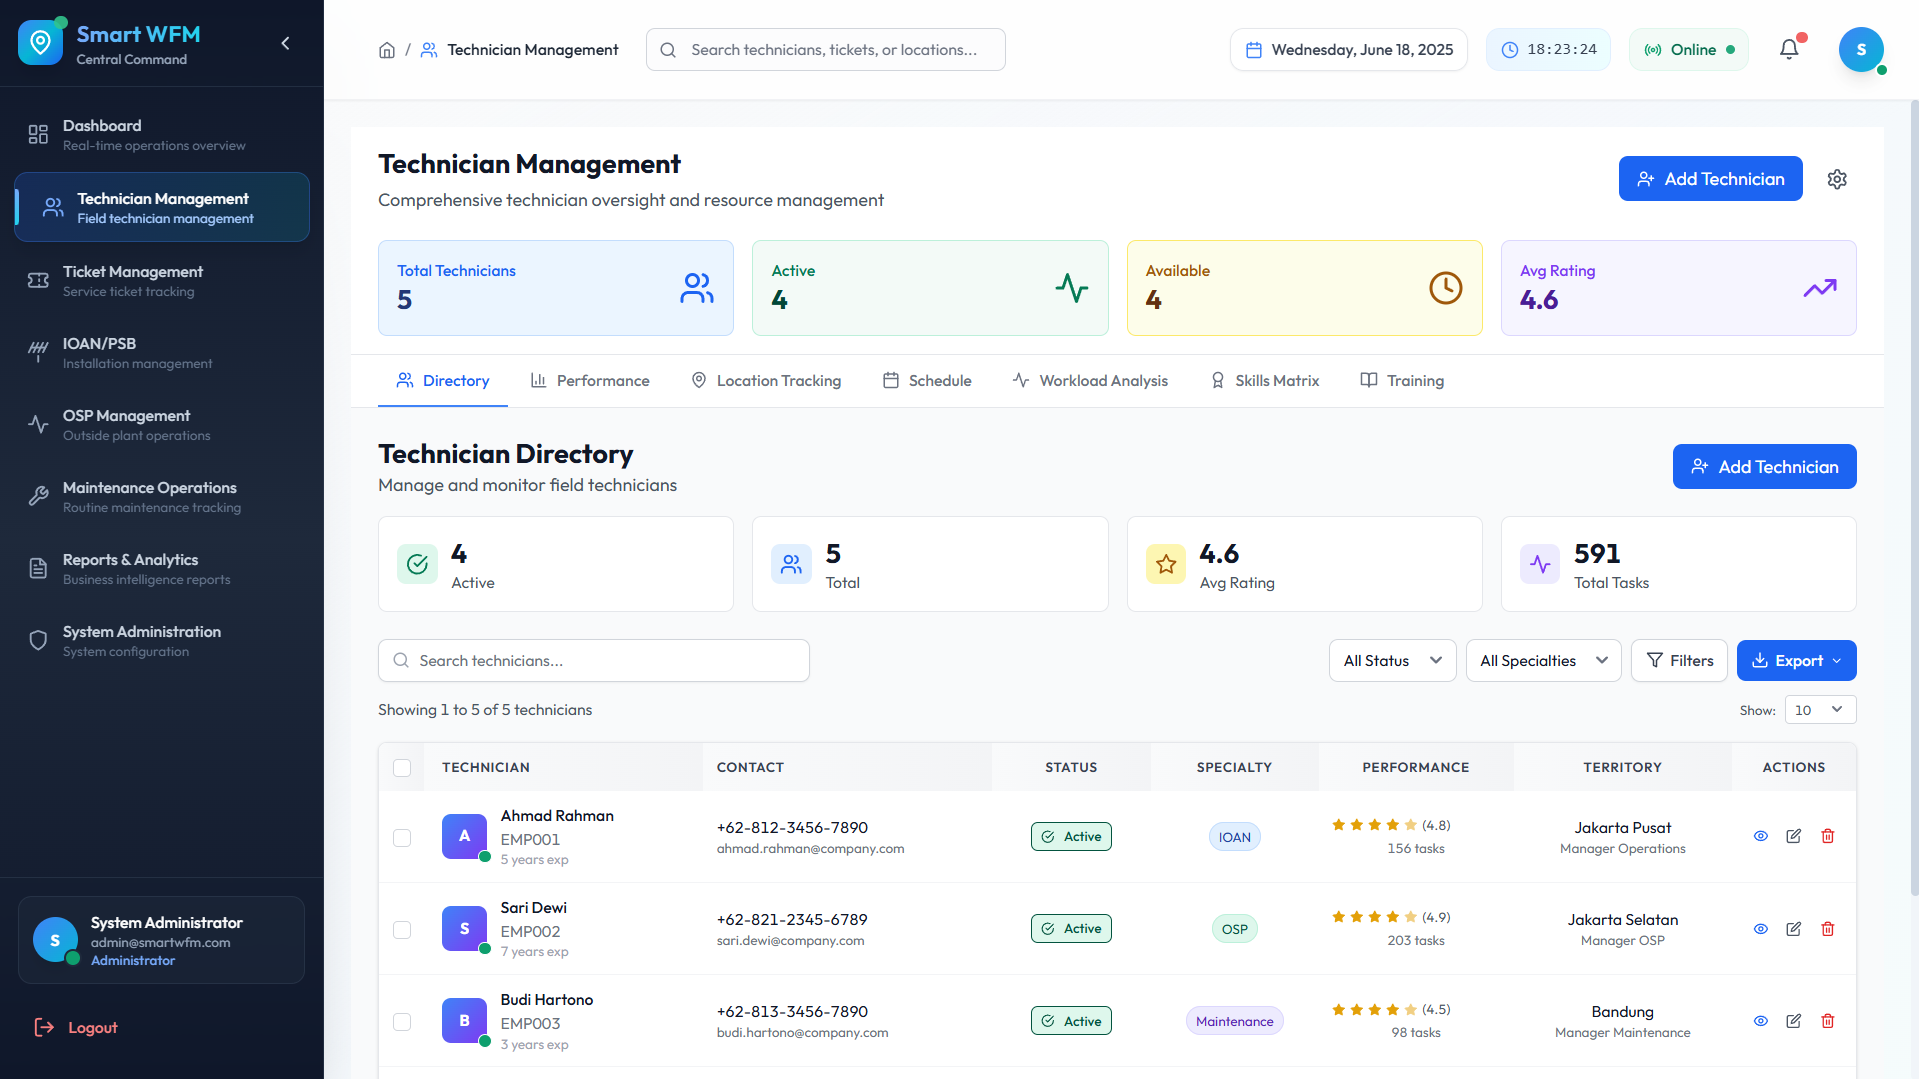 Smart WFM
Central Command
Dashboard
Real-time operations overview
Technician Management
Field technician management
Ticket Management
Service ticket tracking
IOAN/PSB
Installation management
OSP Management
Outside plant operations
Maintenance Operations
Routine maintenance tracking
Reports & Analytics
Business intelligence reports
System Administration
System configuration
S
System Administrator
admin@smartwfm.com
Administrator
Logout
/ Technician Management
Search technicians, tickets, or locations...
Wednesday, June 18, 2025
18:23:24
Online
S
Technician Management
Comprehensive technician oversight and resource management
Add Technician
Total Technicians
5
Active
4
Available
4
Avg Rating
4.6
Directory
Performance
Location Tracking
Schedule
Workload Analysis
Skills Matrix
Training
Technician Directory
Manage and monitor field technicians
Add Technician
4
Active
5
Total
4.6
Avg Rating
591
Total Tasks
Search technicians...
All Status
All Specialties
Filters
Export
Showing 1 to 5 of 5 technicians
Show: 10
TECHNICIAN CONTACT STATUS SPECIALTY PERFORMANCE TERRITORY ACTIONS
A
Ahmad Rahman
EMP001
5 years exp
+62-812-3456-7890
ahmad.rahman@company.com
Active
IOAN
(4.8)
156 tasks
Jakarta Pusat
Manager Operations
S
Sari Dewi
EMP002
7 years exp
+62-821-2345-6789
sari.dewi@company.com
Active
OSP
(4.9)
203 tasks
Jakarta Selatan
Manager OSP
B
Budi Hartono
EMP003
3 years exp
+62-813-3456-7890
budi.hartono@company.com
Active
Maintenance
(4.5)
98 tasks
Bandung
Manager Maintenance